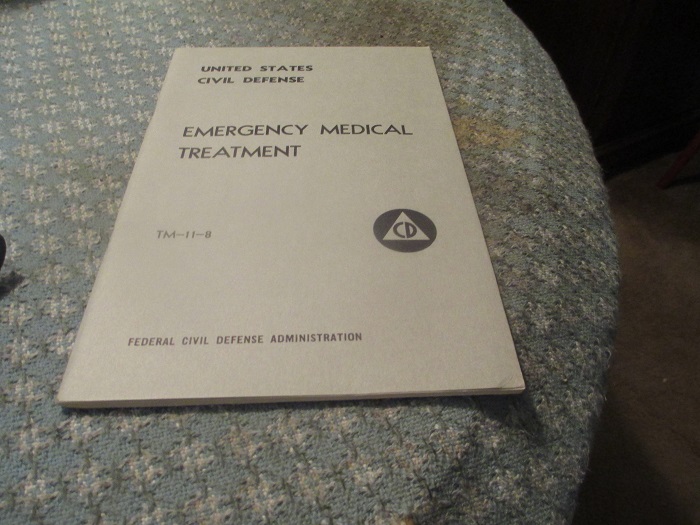 UNITED STATES
CIVIL DEFENSE
EMERGENCY MEDICAL
TREATMENT
TM-11-8
CD
FEDERAL CIVIL DEFENSE ADMINISTRATION